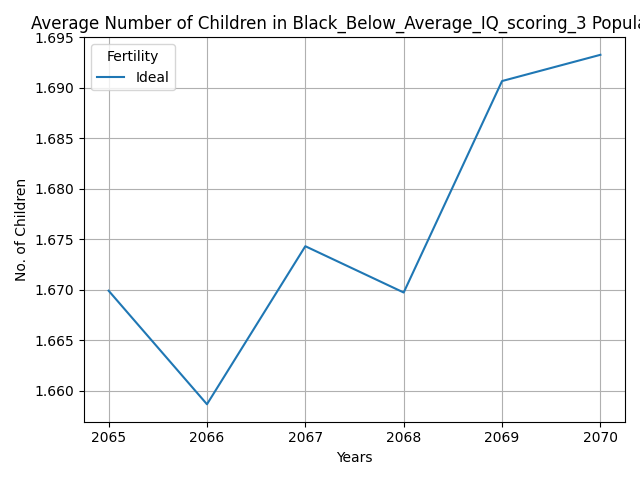 Average Number of Children in Black_Below_Average_IQ_scoring_3 Popula
1.695
1.690
1.685
1.680
1.675
1.670
1.665
1.660
No. of Children
Fertility
Ideal
2065 2066 2067 2068 2069 2070
Years